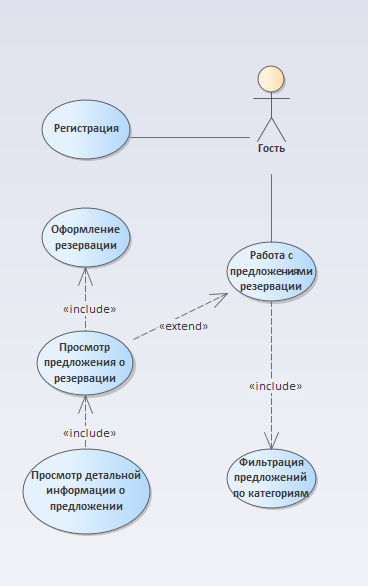 Регистрация
Гость
Оформление
резервации
Работа с
предложениями
резервации
«include»
«extend»
Просмотр
предложения о
резервации
«include»
«include»
Просмотр детальной
информации о
предложении
Фильтрация
предложений
по категориям